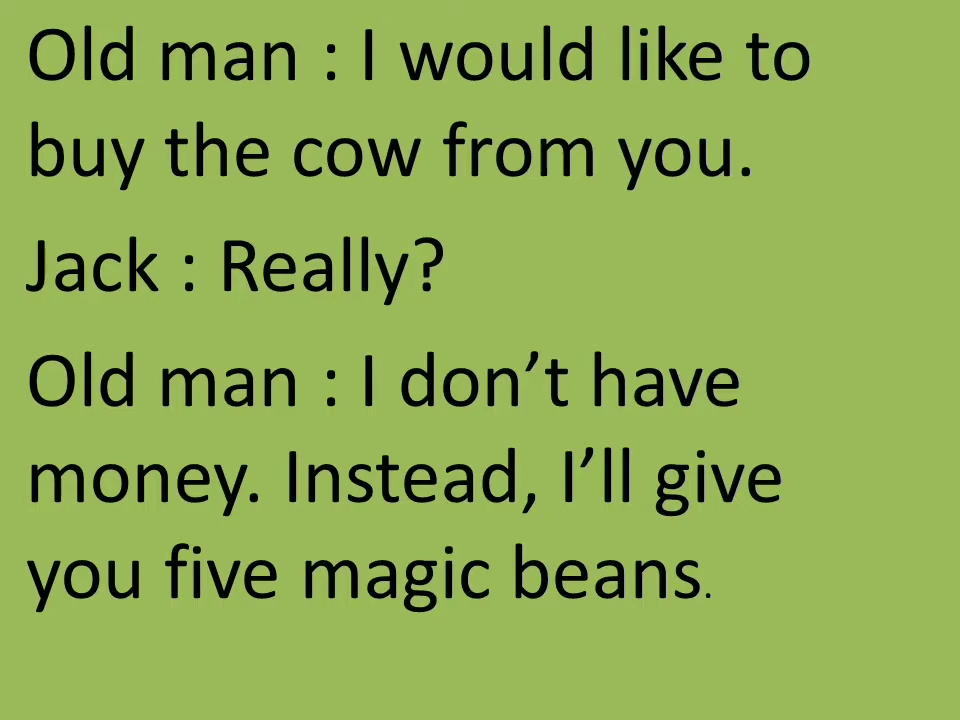 Old man : I would like to
buy the cow from you.
Jack : Really?
Old man : I don’t have
money. Instead, I’ll give
you five magic beans.